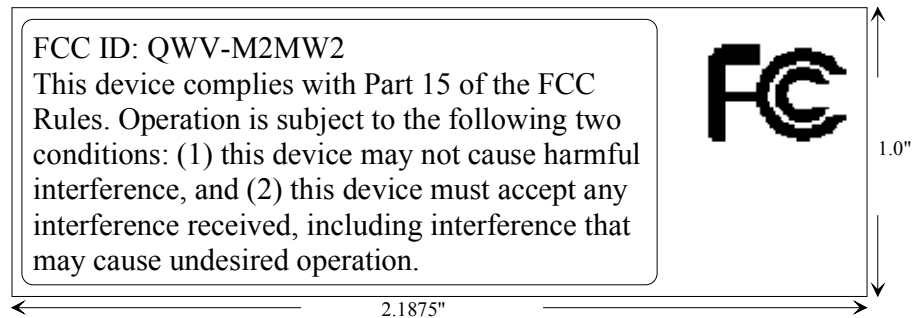 FCC ID: QWV-M2MW2
This device complies with Part 15 of the FCC
Rules. Operation is subject to the following two
conditions: (1) this device may not cause harmful
interference, and (2) this device must accept any
interference received, including interference that
may cause undesired operation.
FCC
1.0"
2.1875"